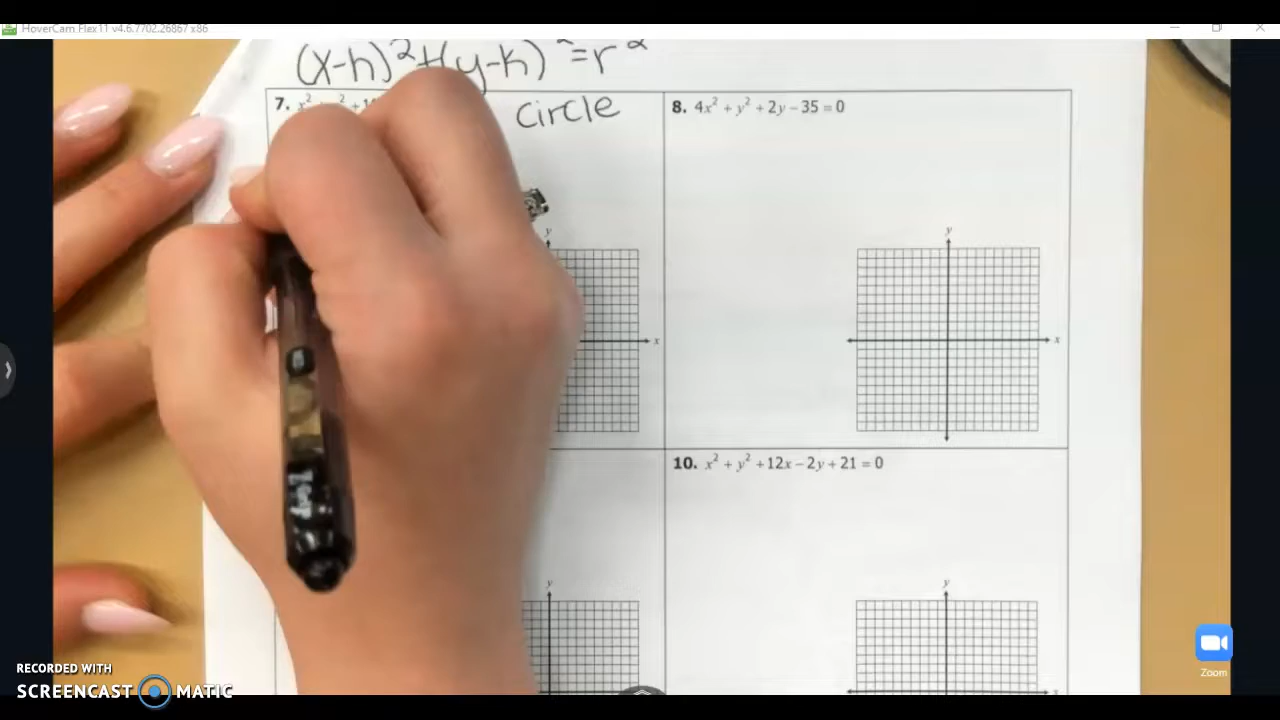 HoverCam Flex11 v4.6.7702.26867 x86
(x-h)² + (y-k)² = r²
7. x²
circle
8. 4x² + y² + 2y − 35 = 0
y
y
x
x
10. x² + y² + 12x − 2y + 21 = 0
y
y
x
Zoom
RECORDED WITH
SCREENCAST MATIC